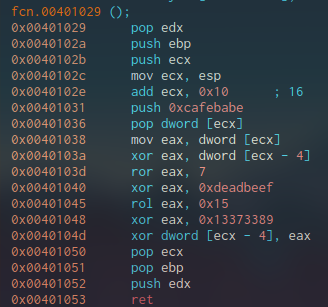 fcn.00401029 ();
0x00401029 pop edx
0x0040102a push ebp
0x0040102b push ecx
0x0040102c mov ecx, esp
0x0040102e add ecx, 0x10 ; 16
0x00401031 push 0xcafebabe
0x00401036 pop dword [ecx]
0x00401038 mov eax, dword [ecx]
0x0040103a xor eax, dword [ecx - 4]
0x0040103d ror eax, 7
0x00401040 xor eax, 0xdeadbeef
0x00401045 rol eax, 0x15
0x00401048 xor eax, 0x13373389
0x0040104d xor dword [ecx - 4], eax
0x00401050 pop ecx
0x00401051 pop ebp
0x00401052 push edx
0x00401053 ret